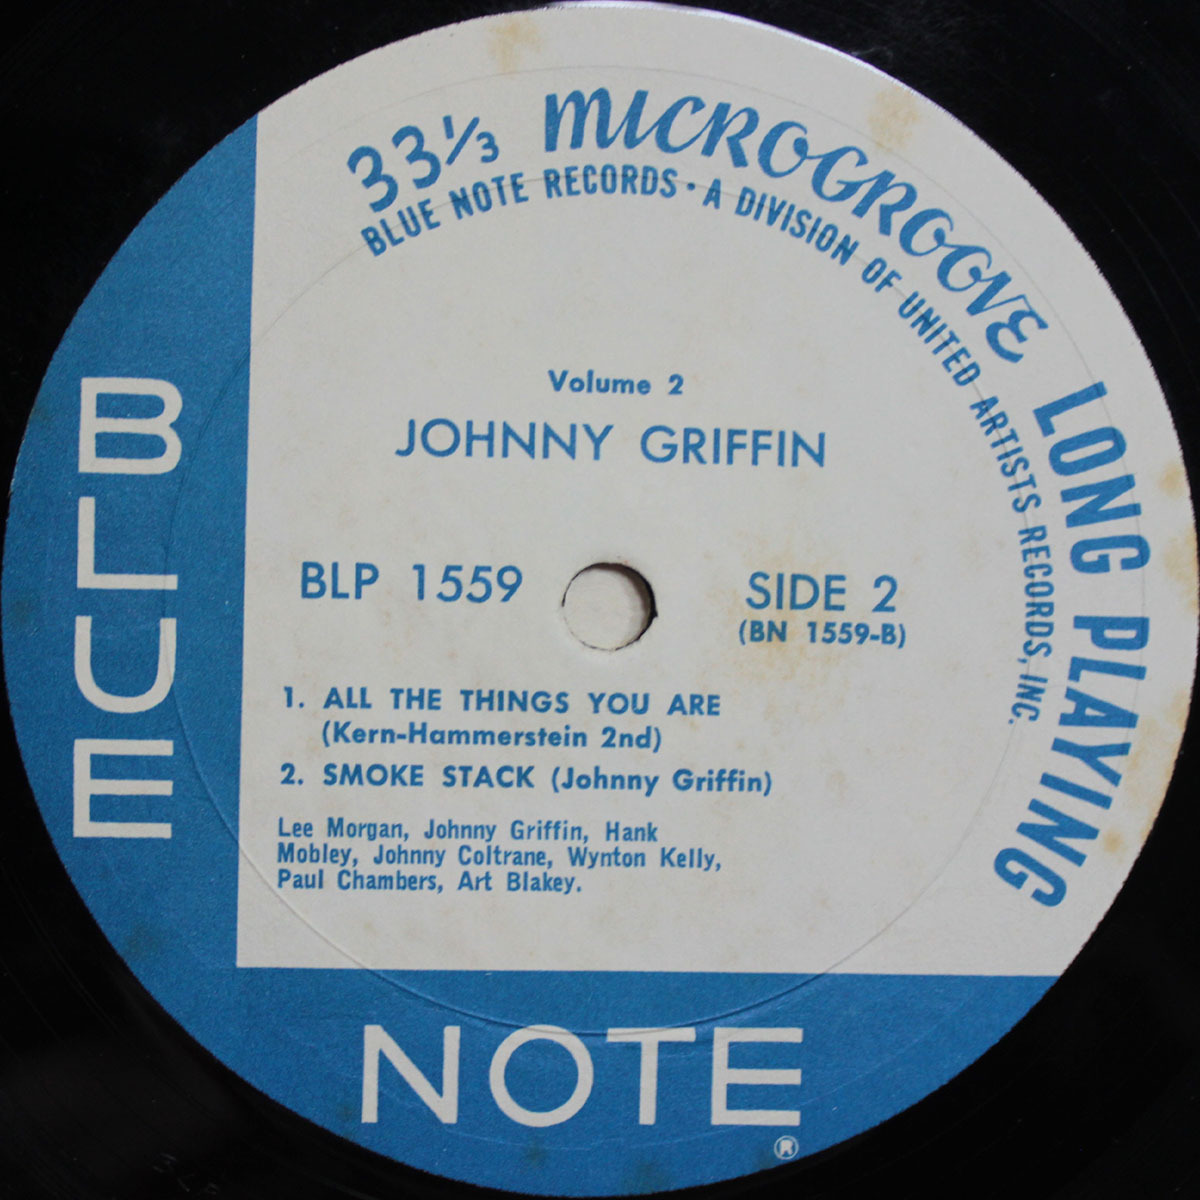 33⅓ MICROGROOVE LONG PLAYING
BLUE NOTE RECORDS • A DIVISION OF UNITED ARTISTS RECORDS, INC.
Volume 2
JOHNNY GRIFFIN
BLP 1559
SIDE 2
(BN 1559-B)
1. ALL THE THINGS YOU ARE
(Kern-Hammerstein 2nd)
2. SMOKE STACK (Johnny Griffin)
Lee Morgan, Johnny Griffin, Hank
Mobley, Johnny Coltrane, Wynton Kelly,
Paul Chambers, Art Blakey.
BLUE
NOTE
®